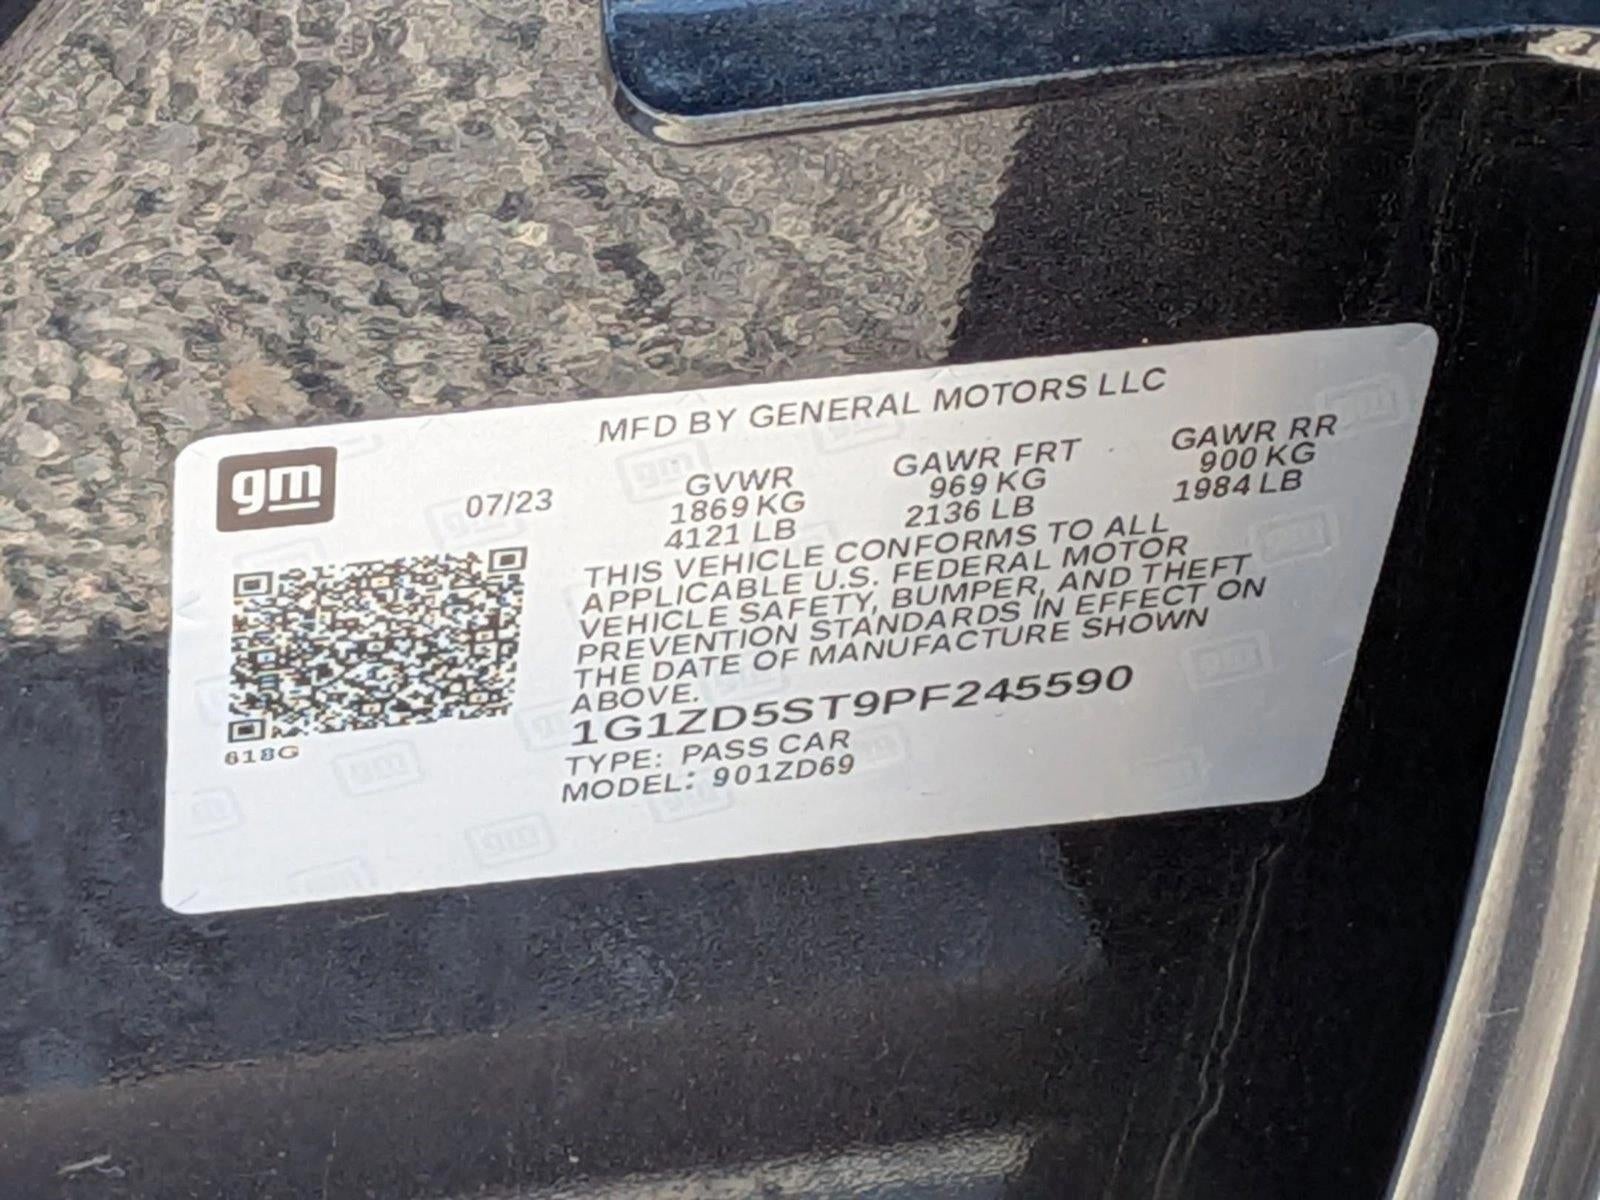 MFD BY GENERAL MOTORS LLC
gm
07/23
GVWR
1869 KG
4121 LB
GAWR FRT
969 KG
2136 LB
GAWR RR
900 KG
1984 LB
THIS VEHICLE CONFORMS TO ALL
APPLICABLE U.S. FEDERAL MOTOR
VEHICLE SAFETY, BUMPER, AND THEFT
PREVENTION STANDARDS IN EFFECT ON
THE DATE OF MANUFACTURE SHOWN
ABOVE.
1G1ZD5ST9PF245590
TYPE: PASS CAR
MODEL: 901ZD69
618G